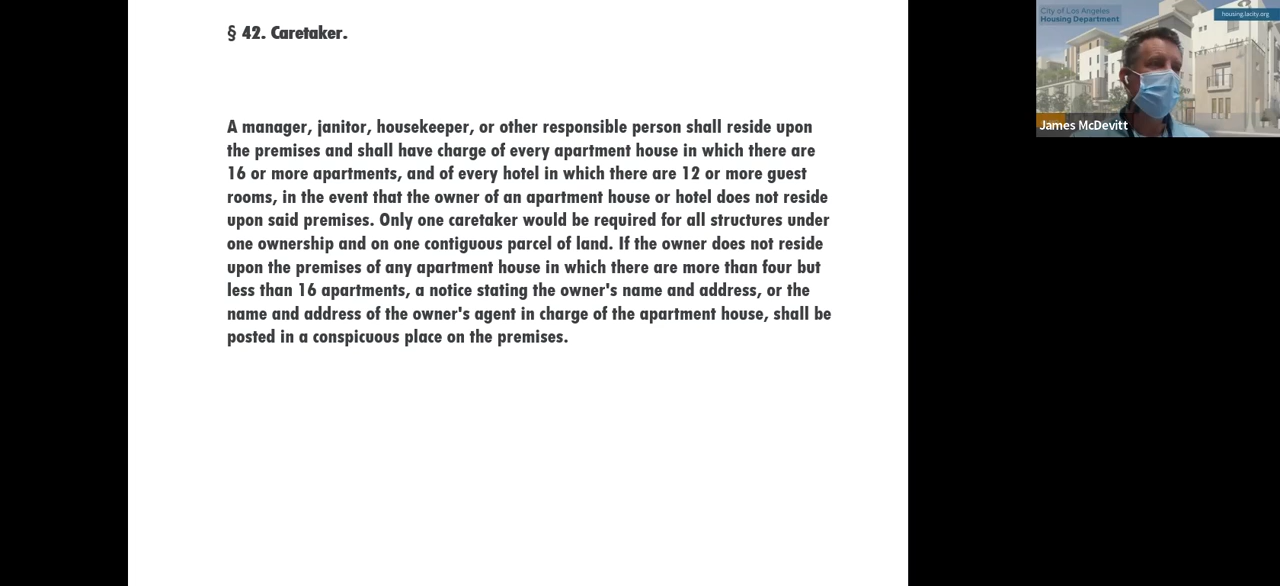 § 42. Caretaker.
A manager, janitor, housekeeper, or other responsible person shall reside upon
the premises and shall have charge of every apartment house in which there are
16 or more apartments, and of every hotel in which there are 12 or more guest
rooms, in the event that the owner of an apartment house or hotel does not reside
upon said premises. Only one caretaker would be required for all structures under
one ownership and on one contiguous parcel of land. If the owner does not reside
upon the premises of any apartment house in which there are more than four but
less than 16 apartments, a notice stating the owner's name and address, or the
name and address of the owner's agent in charge of the apartment house, shall be
posted in a conspicuous place on the premises.
City of Los Angeles
Housing Department
housing.lacity.org
James McDevitt